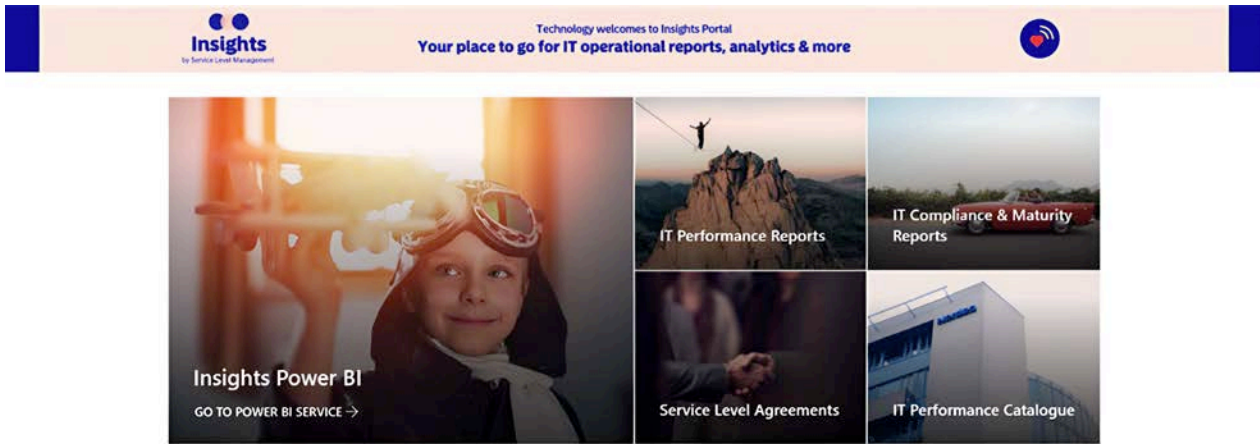 Insights
by Service Level Management
Technology welcomes to Insights Portal
Your place to go for IT operational reports, analytics & more
Insights Power BI
GO TO POWER BI SERVICE →
IT Performance Reports
IT Compliance & Maturity
Reports
Service Level Agreements
IT Performance Catalogue